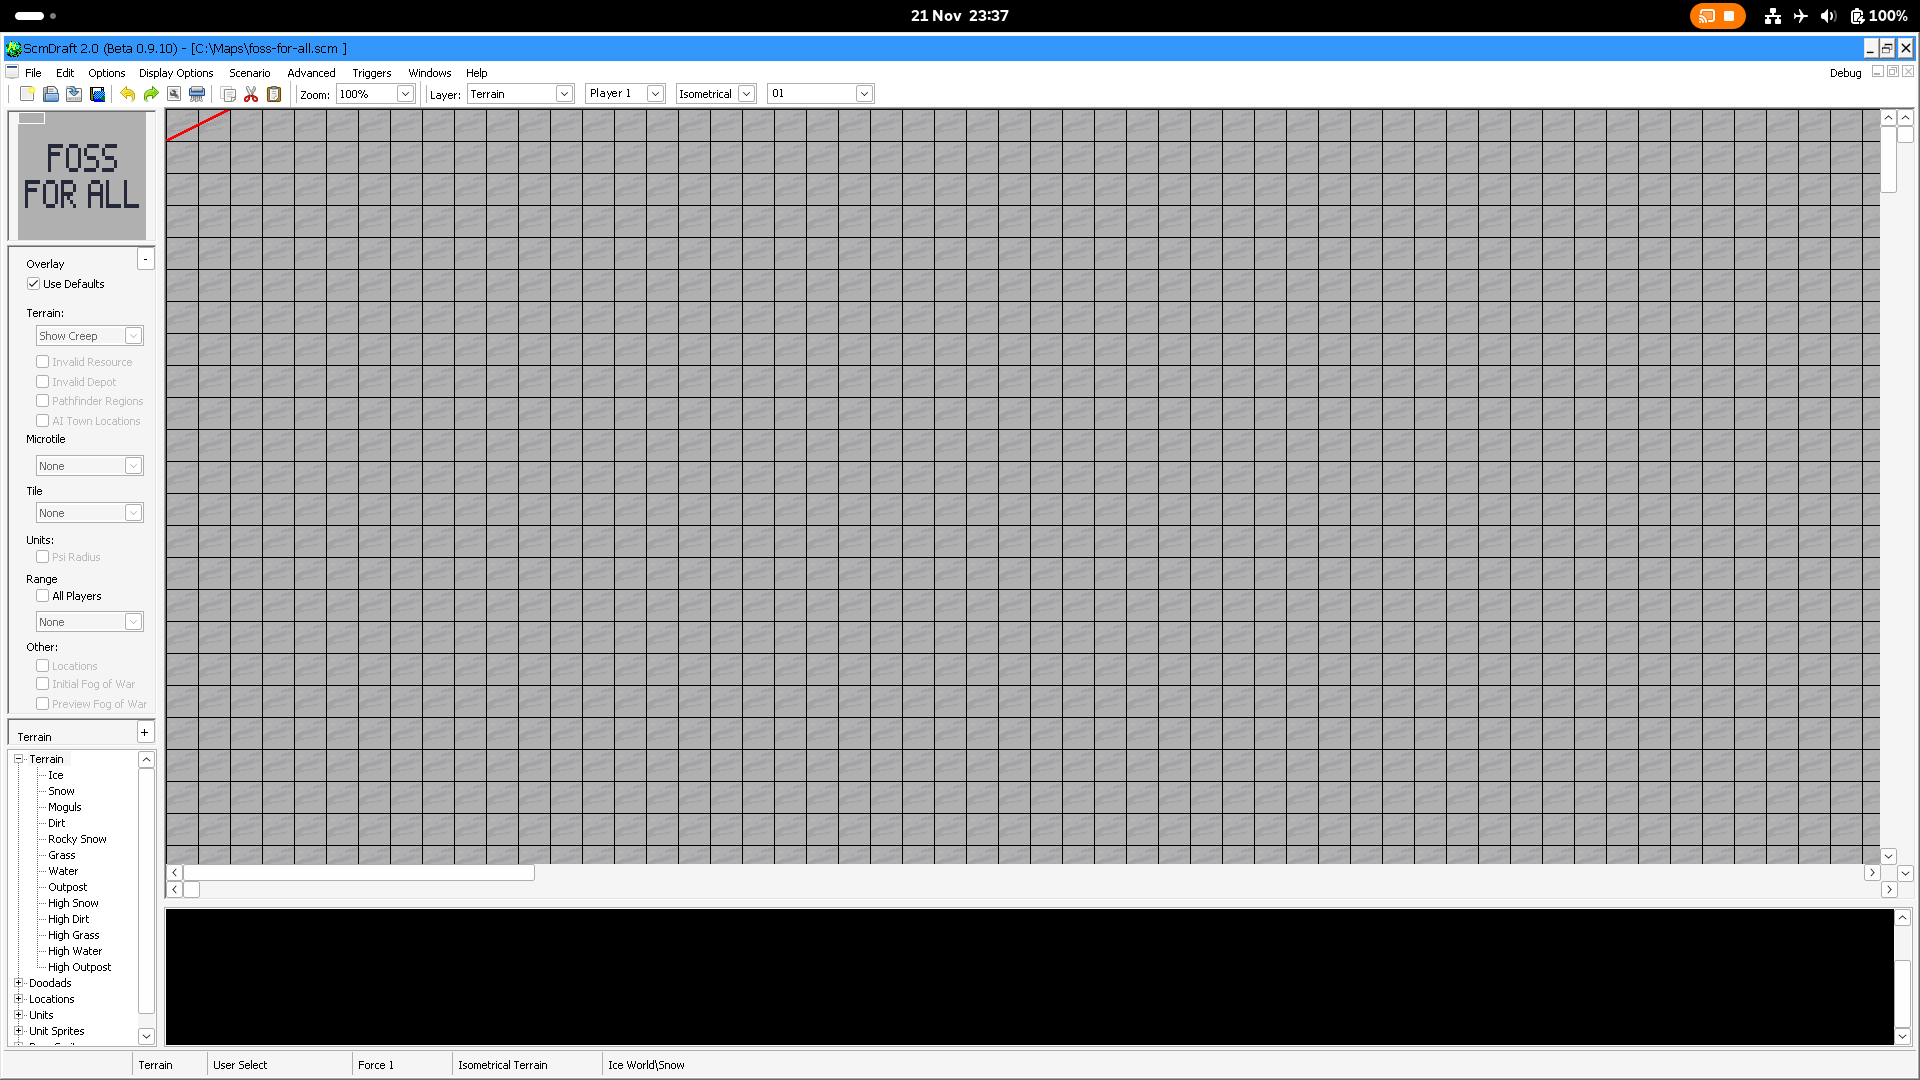 21 Nov 23:37
100%
ScmDraft 2.0 (Beta 0.9.10) - [C:\Maps\foss-for-all.scm ]
File Edit Options Display Options Scenario Advanced Triggers Windows Help Debug
Zoom: 100% Layer: Terrain Player 1 Isometrical 01
FOSS
FOR ALL
Overlay -
Use Defaults
Terrain:
Show Creep
Invalid Resource
Invalid Depot
Pathfinder Regions
AI Town Locations
Microtile
None
Tile
None
Units:
Psi Radius
Range
All Players
None
Other:
Locations
Initial Fog of War
Preview Fog of War
Terrain +
Terrain
Ice
Snow
Moguls
Dirt
Rocky Snow
Grass
Water
Outpost
High Snow
High Dirt
High Grass
High Water
High Outpost
Doodads
Locations
Units
Unit Sprites
Terrain User Select Force 1 Isometrical Terrain Ice World\Snow